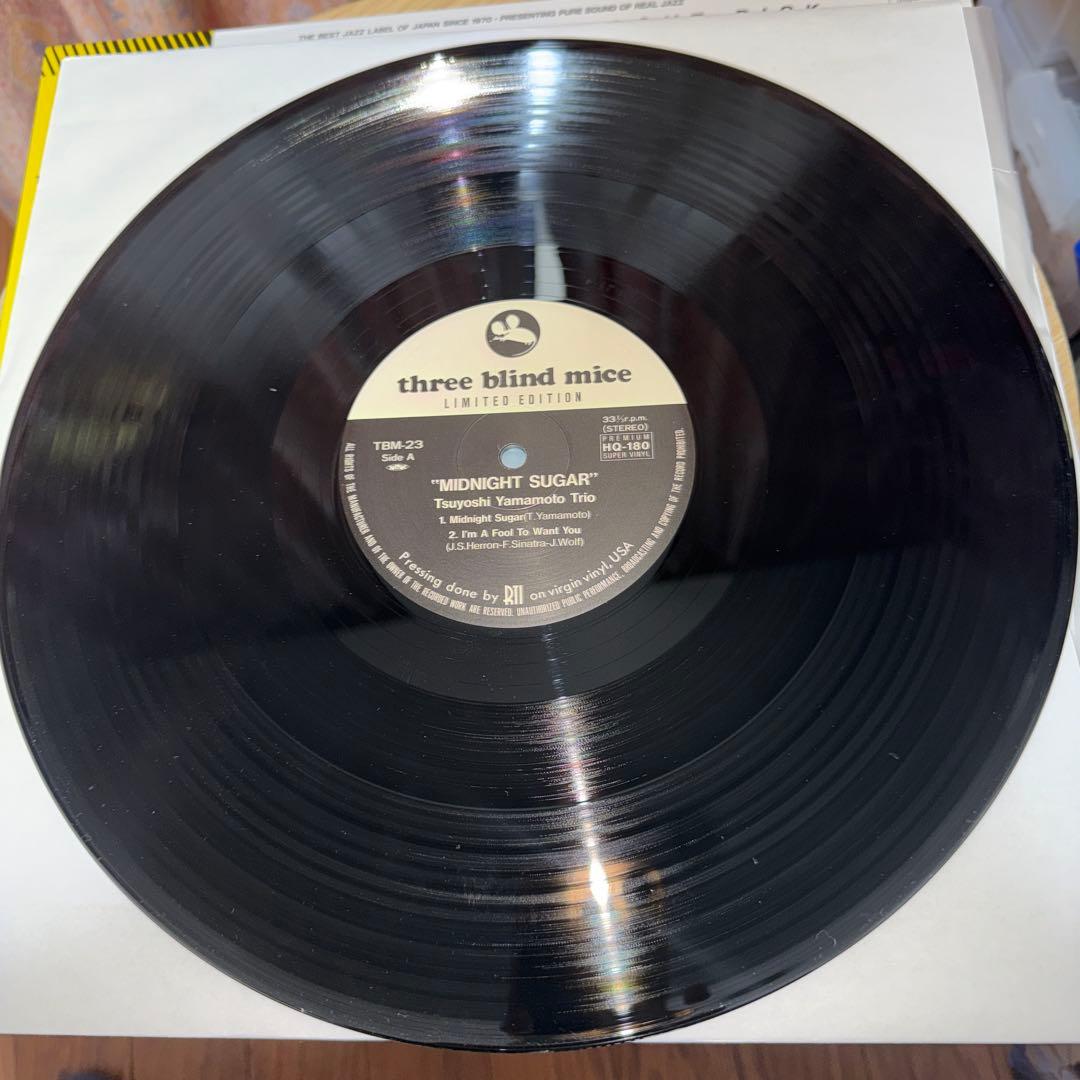 THE BEST JAZZ LABEL OF JAPAN SINCE 1970 • PRESENTING PURE SOUND OF REAL JAZZ
three blind mice
LIMITED EDITION
TBM-23
Side A
33⅓r.p.m.
(STEREO)
PREMIUM
HQ-180
SUPER VINYL
"MIDNIGHT SUGAR"
Tsuyoshi Yamamoto Trio
1. Midnight Sugar(T.Yamamoto)
2. I'm A Fool To Want You
(J.S.Herron-F.Sinatra-J.Wolf)
Pressing done by RTI on virgin vinyl, USA
ALL RIGHTS OF THE MANUFACTURER AND OF THE OWNER OF THE RECORDED WORK ARE RESERVED. UNAUTHORIZED PUBLIC PERFORMANCE, BROADCASTING AND COPYING OF THE RECORD PROHIBITED.